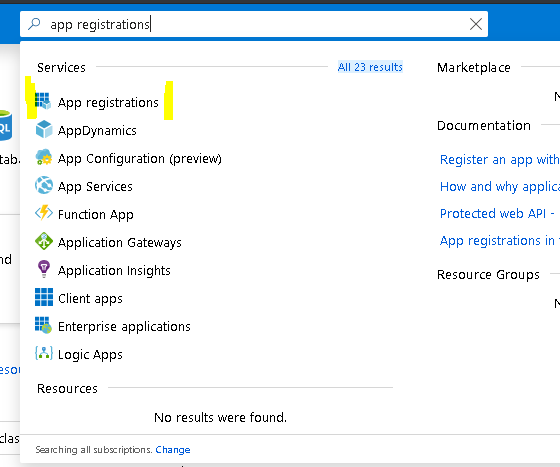 app registrations
Services
All 23 results
App registrations
AppDynamics
App Configuration (preview)
App Services
Function App
Application Gateways
Application Insights
Client apps
Enterprise applications
Logic Apps
Resources
No results were found.
Searching all subscriptions. Change
Marketplace
Documentation
Register an app with
How and why applica
Protected web API -
App registrations in
Resource Groups
QL
taba
nd
esou
class